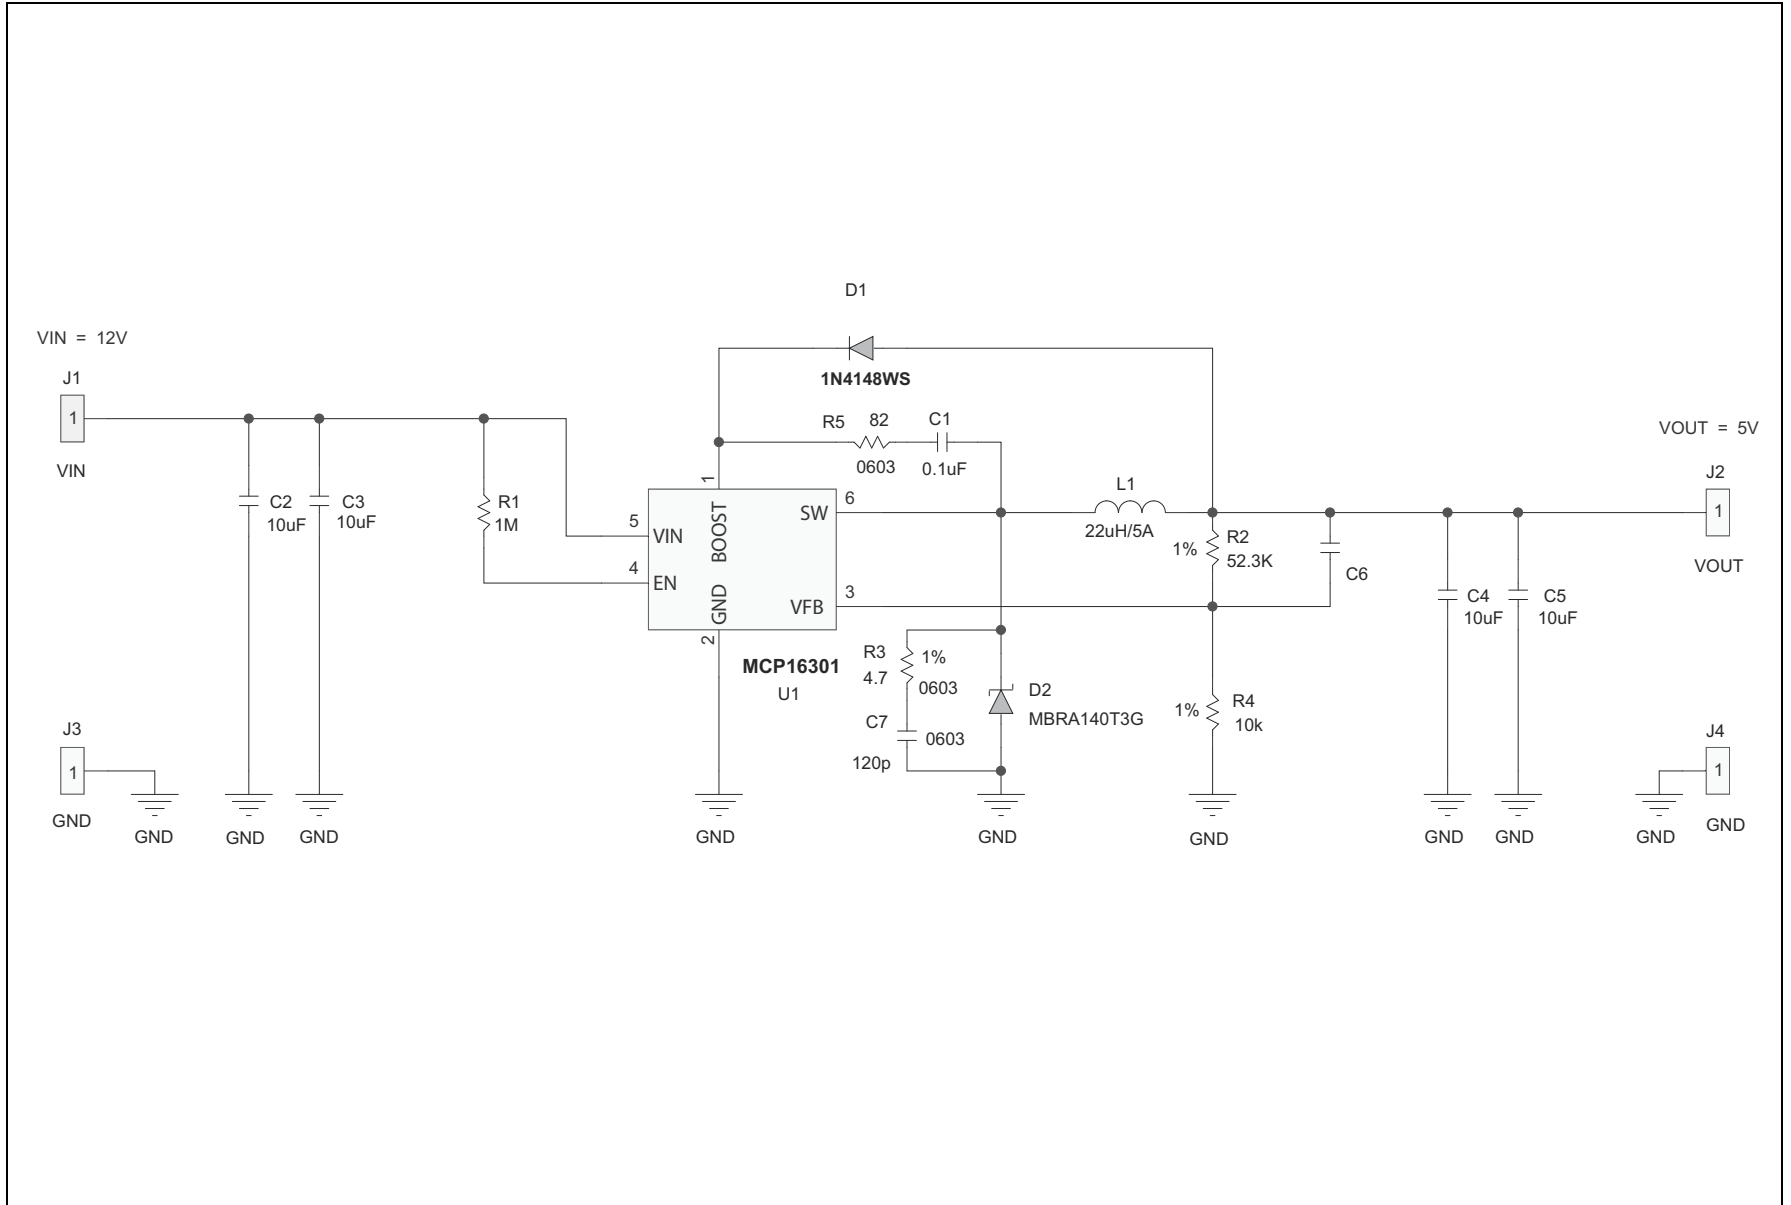 D1
VIN = 12V
1N4148WS
J1
1
VIN
R5 82 C1
0603 0.1uF
VOUT = 5V
J2
1
VOUT
C2
10uF
C3
10uF
R1
1M
1
5
VIN
4
EN
BOOST
GND
SW
6
VFB
3
2
MCP16301
U1
L1
22uH/5A
1% R2
52.3K
C6
C4
10uF
C5
10uF
R3 1%
4.7 0603
C7 0603
120p
D2
MBRA140T3G
1% R4
10k
J3
1
GND
J4
1
GND
GND
GND
GND
GND
GND
GND
GND
GND
GND